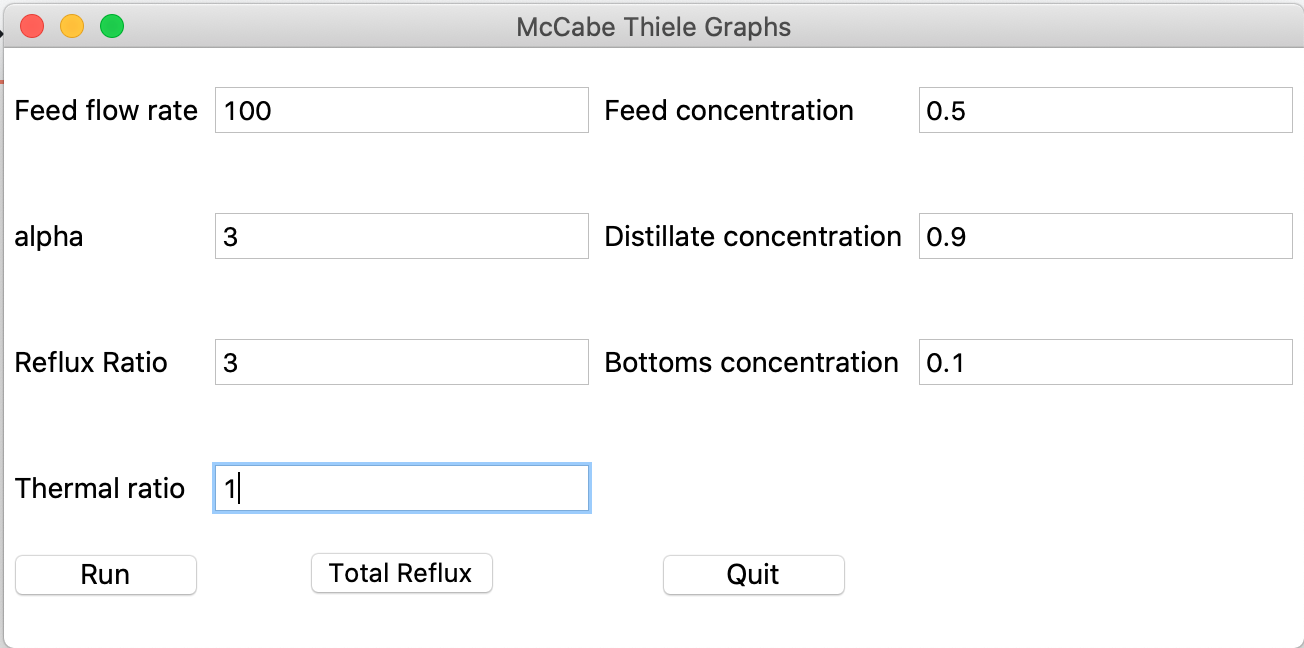 McCabe Thiele Graphs
Feed flow rate 100 Feed concentration 0.5
alpha 3 Distillate concentration 0.9
Reflux Ratio 3 Bottoms concentration 0.1
Thermal ratio 1
Run Total Reflux Quit